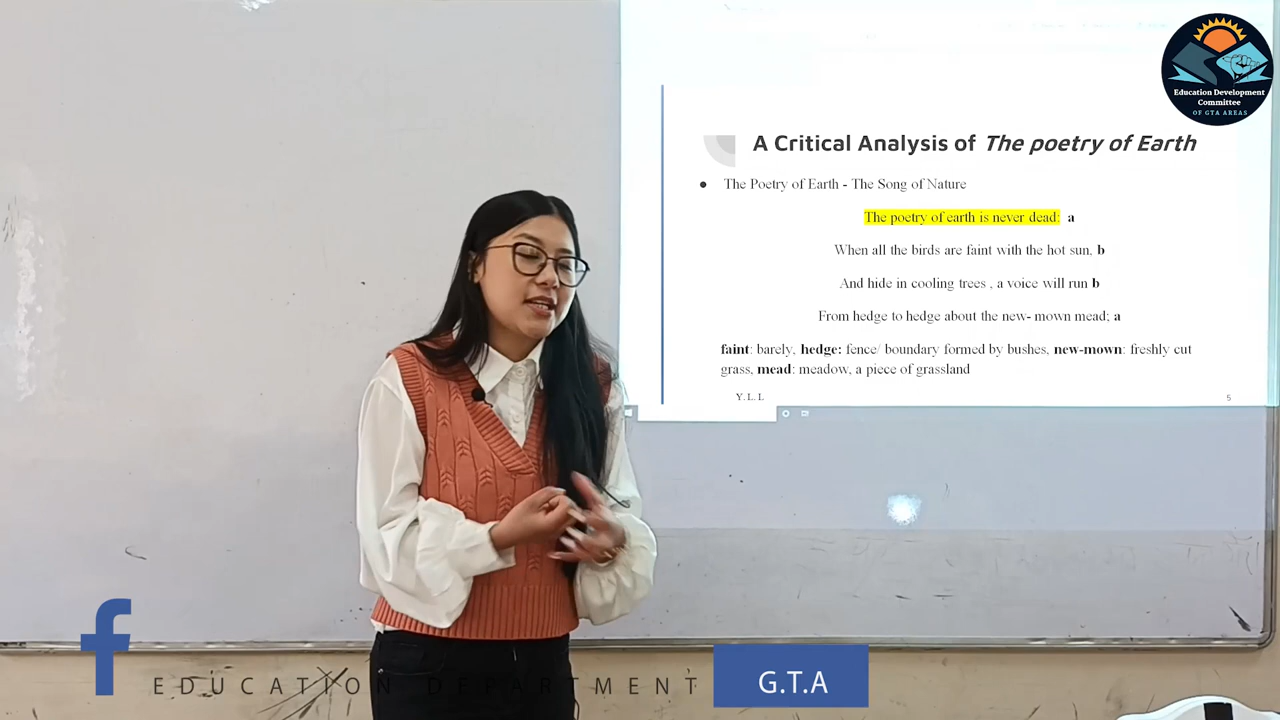 Education Development
Committee
OF GTA AREAS
A Critical Analysis of The poetry of Earth
● The Poetry of Earth - The Song of Nature
The poetry of earth is never dead: a
When all the birds are faint with the hot sun, b
And hide in cooling trees , a voice will run b
From hedge to hedge about the new- mown mead; a
faint: barely, hedge: fence/ boundary formed by bushes, new-mown: freshly cut
grass, mead: meadow, a piece of grassland
Y. L. L
5
f
EDUCATION DEPARTMENT
G.T.A